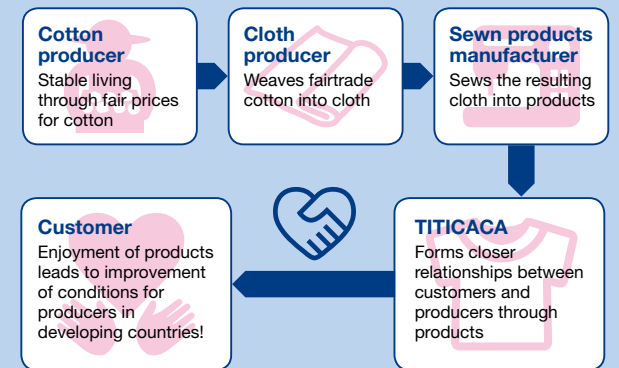 Cotton
producer
Stable living
through fair prices
for cotton
Cloth
producer
Weaves fairtrade
cotton into cloth
Sewn products
manufacturer
Sews the resulting
cloth into products
TITICACA
Forms closer
relationships between
customers and
producers through
products
Customer
Enjoyment of products
leads to improvement
of conditions for
producers in
developing countries!